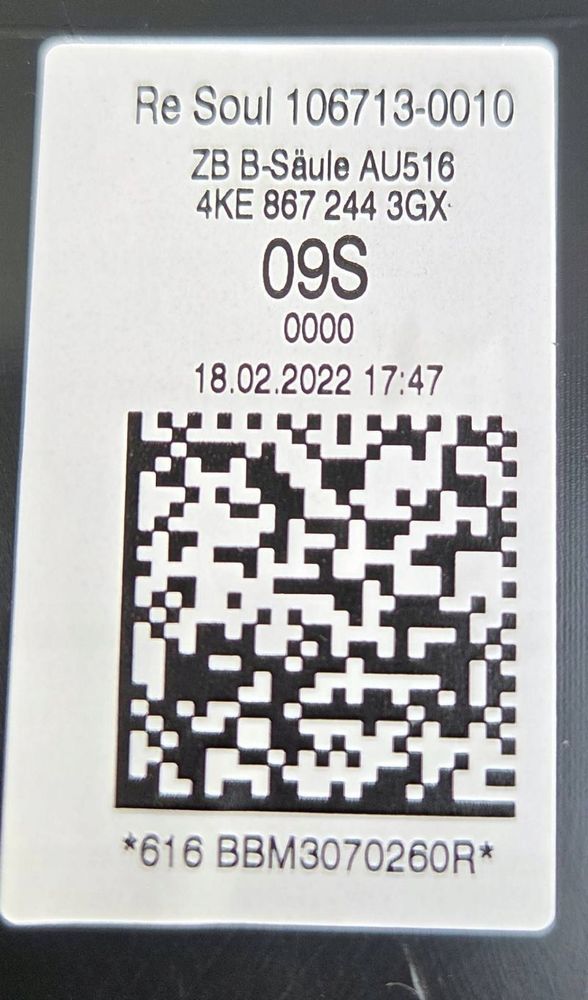 Re Soul 106713-0010
ZB B-Säule AU516
4KE 867 244 3GX
09S
0000
18.02.2022 17:47
*616 BBM3070260R*